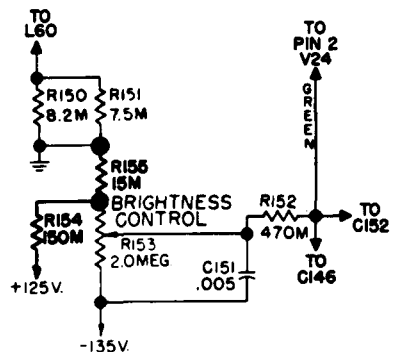 TO
L60
TO
PIN 2
V24
GREEN
R150
8.2M
R151
7.5M
R155
15M
BRIGHTNESS
CONTROL
R154
150M
R153
2.0MEG
R152
470M
TO
C152
C151
.005
TO
C146
+125V.
-135V.